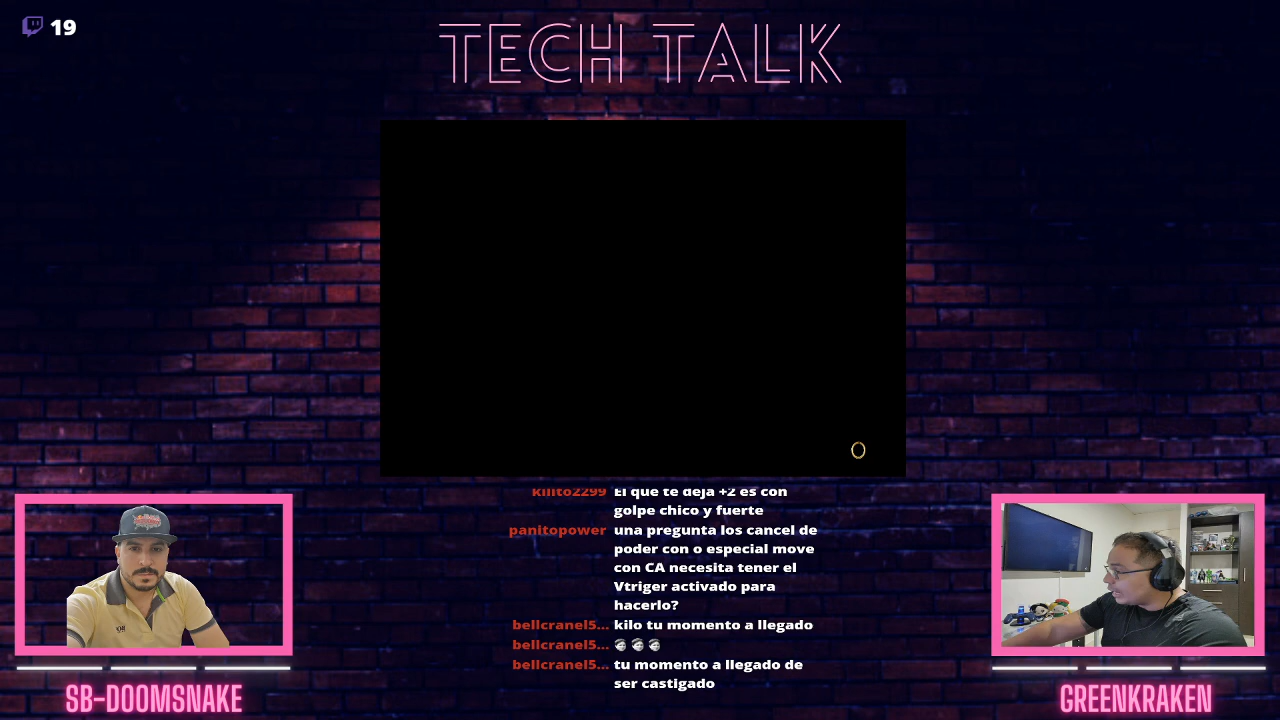 19
TECH TALK
kilito2299 El que te deja +2 es con
golpe chico y fuerte
panitopower una pregunta los cancel de
poder con o especial move
con CA necesita tener el
Vtriger activado para
hacerlo?
bellcranel5... kilo tu momento a llegado
bellcranel5...
bellcranel5... tu momento a llegado de
ser castigado
SB-DOOMSNAKE
GREENKRAKEN